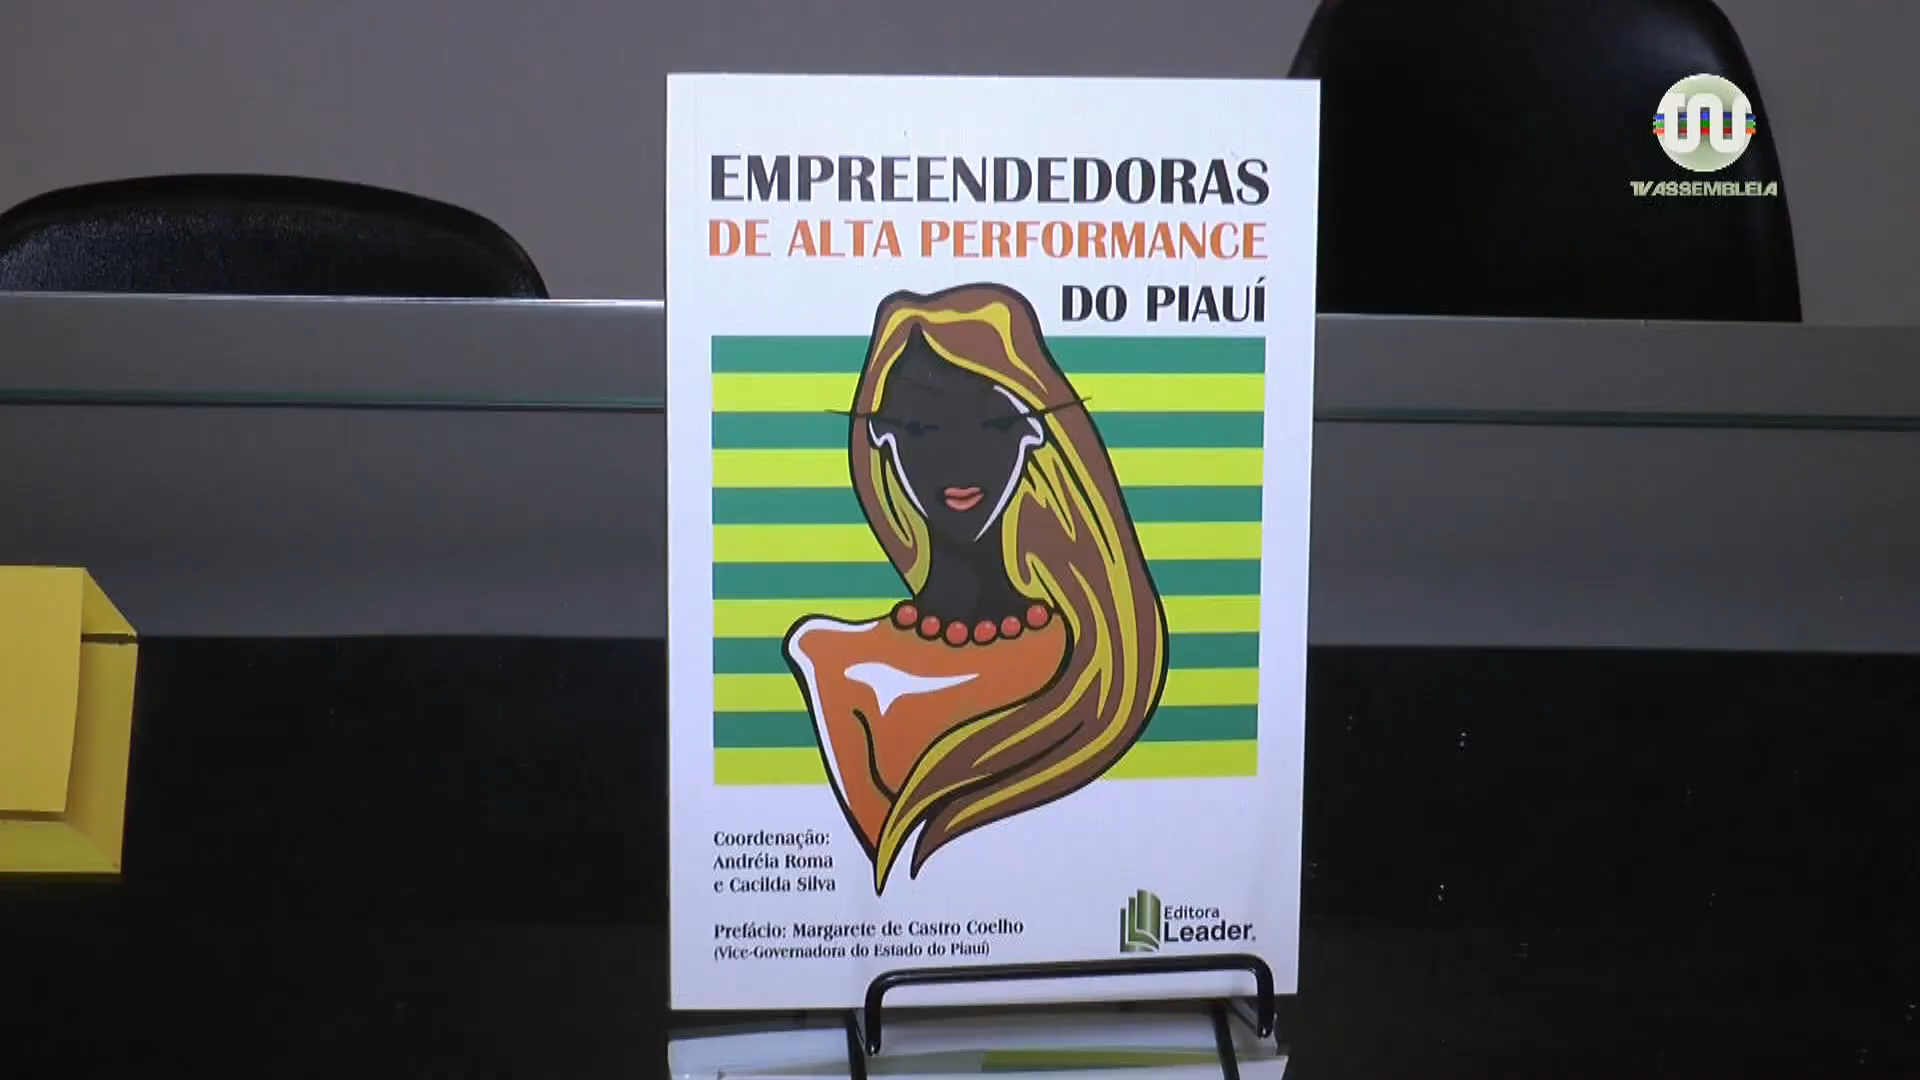 TV ASSEMBLEIA
EMPREENDEDORAS
DE ALTA PERFORMANCE
DO PIAUÍ
Coordenação:
Andréia Roma
e Cacilda Silva
Prefácio: Margarete de Castro Coelho
(Vice-Governadora do Estado do Piauí)
Editora
Leader